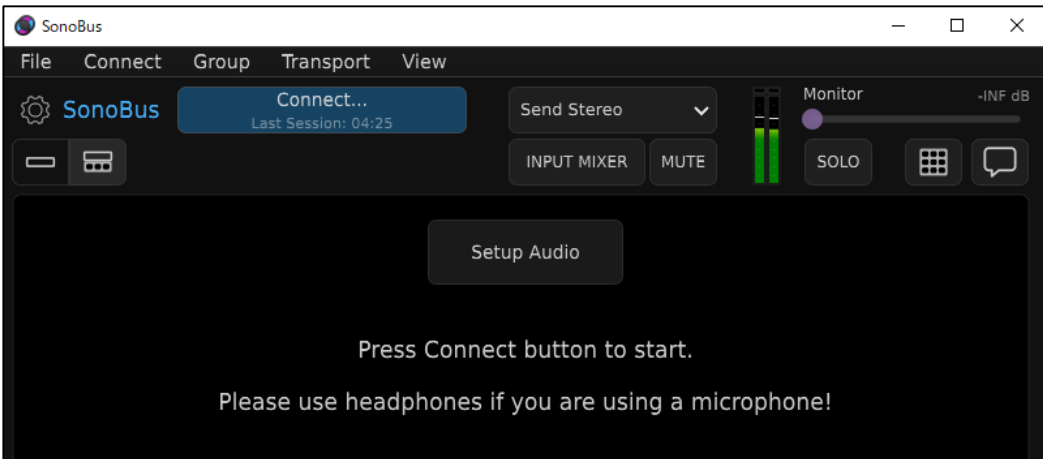 SonoBus
File Connect Group Transport View
SonoBus
Connect...
Last Session: 04:25
Send Stereo
Monitor
-INF dB
INPUT MIXER
MUTE
SOLO
Setup Audio
Press Connect button to start.
Please use headphones if you are using a microphone!